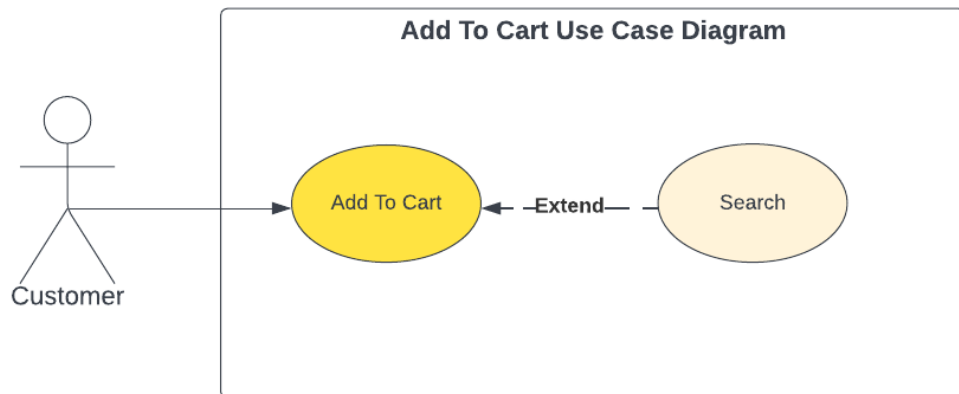 Add To Cart Use Case Diagram
Add To Cart
Extend
Search
Customer